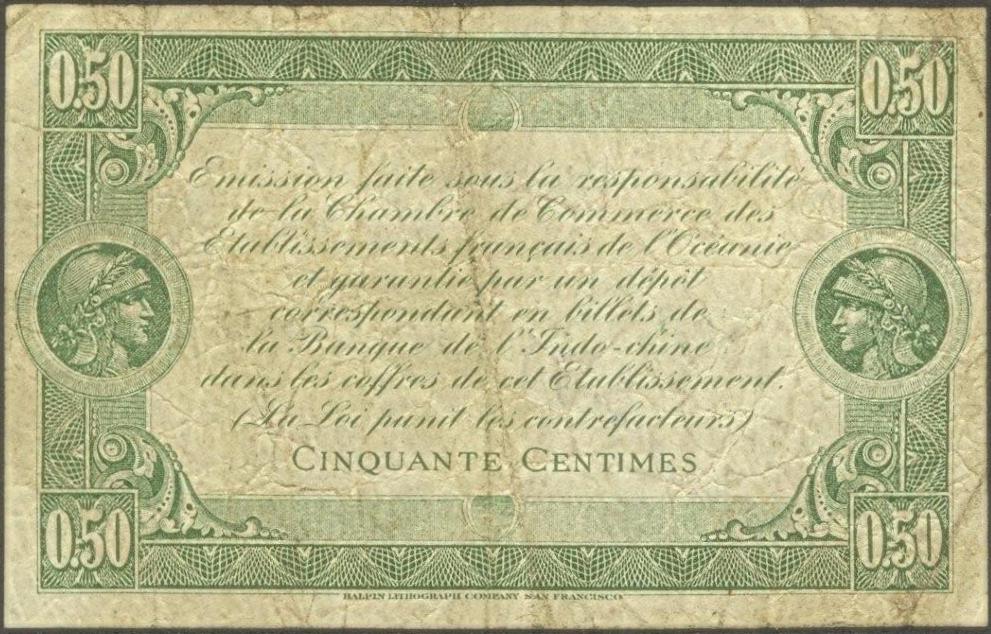 0.50 0.50
Emission faite sous la responsabilité
de la Chambre de Commerce des
Etablissements français de l'Océanie
et garantie par un dépôt
correspondant en billets de
la Banque de l'Indo-chine
dans les coffres de cet Etablissement.
(La Loi punit les contrefacteurs)
CINQUANTE CENTIMES
0.50 0.50
HALPIN LITHOGRAPH COMPANY SAN FRANCISCO